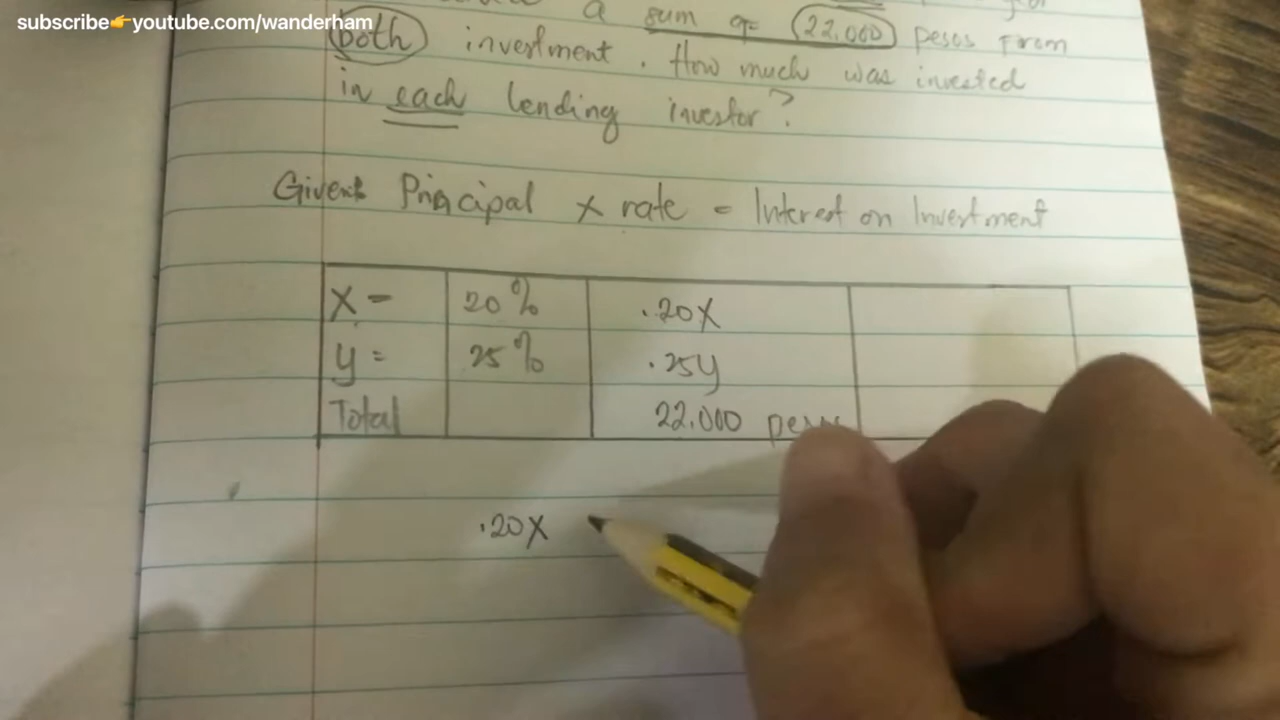 subscribe👉youtube.com/wanderham
a sum of 22.000 pesos from
both investment. How much was invested
in each lending investor?
Given: Principal x rate = Interest on Investment
X = 20% .20X
y = 25% .25y
Total 22.000 pesos
.20X